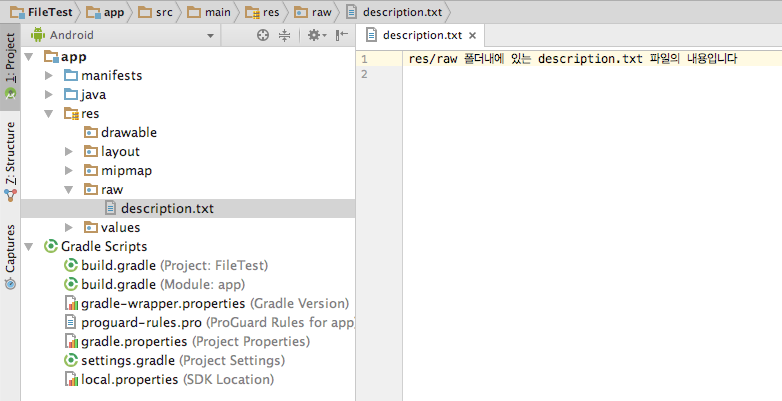 FileTest app src main res raw description.txt
1: Project
Z: Structure
Captures
Android
app
manifests
java
res
drawable
layout
mipmap
raw
description.txt
values
Gradle Scripts
build.gradle (Project: FileTest)
build.gradle (Module: app)
gradle-wrapper.properties (Gradle Version)
proguard-rules.pro (ProGuard Rules for app)
gradle.properties (Project Properties)
settings.gradle (Project Settings)
local.properties (SDK Location)
description.txt
1 res/raw 폴더내에 있는 description.txt 파일의 내용입니다
2